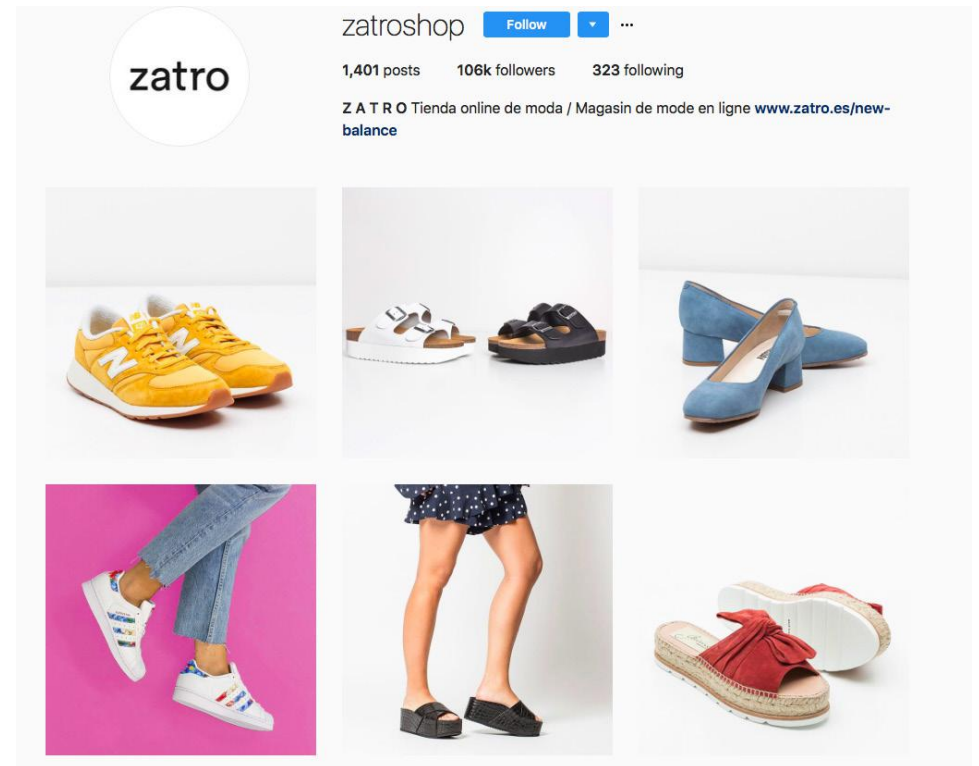 zatro
zatroshop Follow ...
1,401 posts 106k followers 323 following
Z A T R O Tienda online de moda / Magasin de mode en ligne www.zatro.es/new-
balance
N